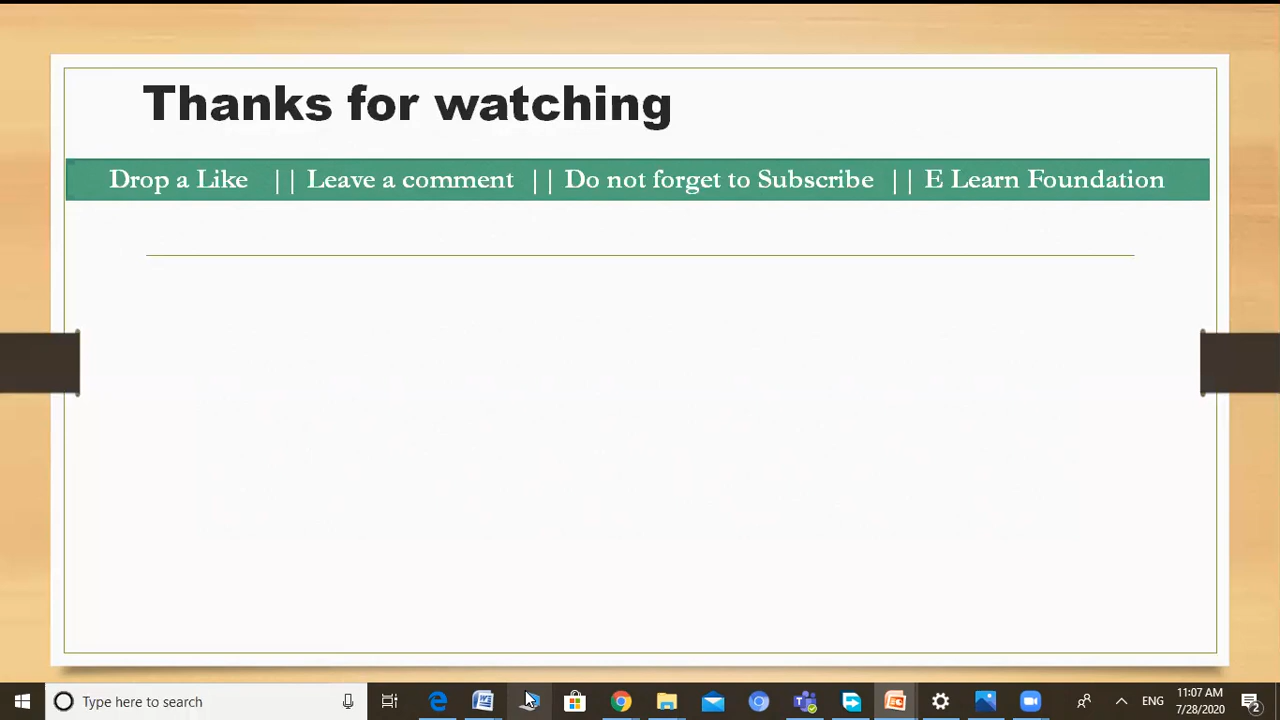 Thanks for watching
Drop a Like || Leave a comment || Do not forget to Subscribe || E Learn Foundation
Type here to search
ENG
11:07 AM
7/28/2020
2